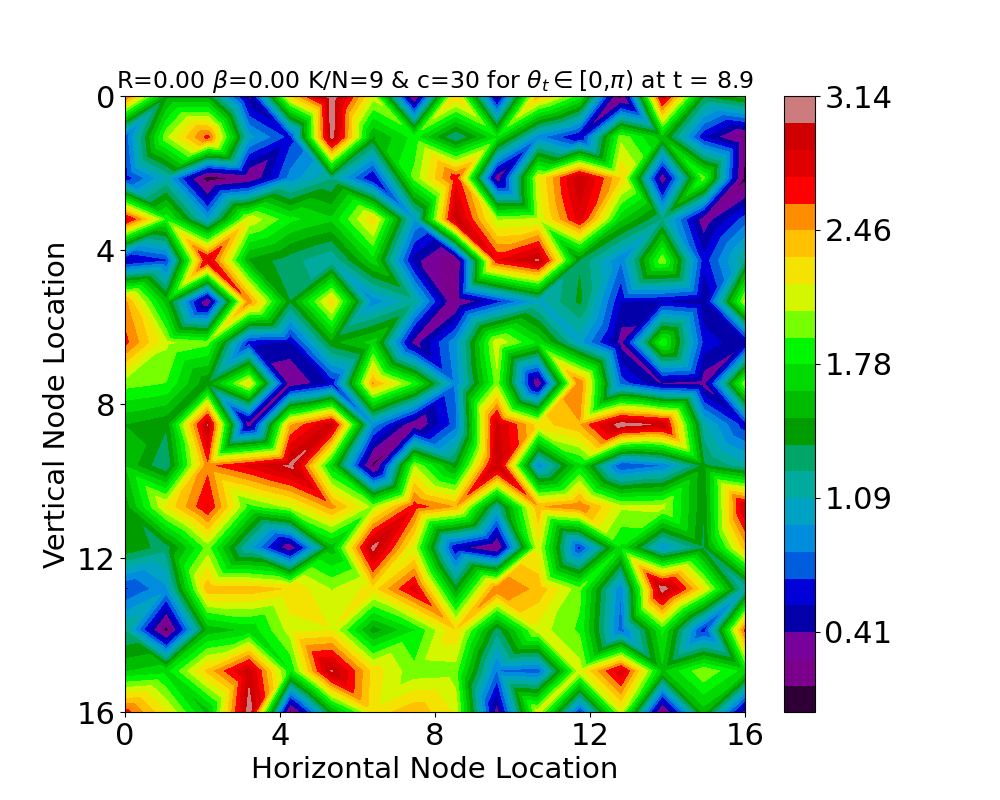 R=0.00 β=0.00 K/N=9 & c=30 for θₜ ∈ [0,π) at t = 8.9
0
4
8
12
16
Vertical Node Location
0 4 8 12 16
Horizontal Node Location
3.14
2.46
1.78
1.09
0.41